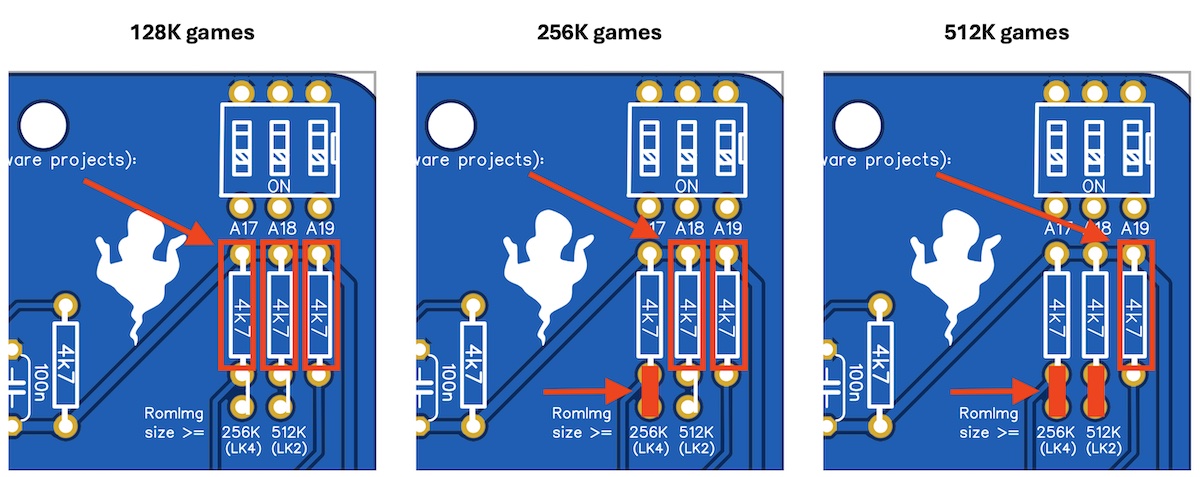 128K games
ware projects):
ON
A17 A18 A19
4k7 4k7 4k7
4k7
100n
RomImg
size >=
256K 512K
(LK4) (LK2)
256K games
ware projects):
ON
17 A18 A19
4k7 4k7 4k7
4k7
100n
RomImg
size >=
256K 512K
(LK4) (LK2)
512K games
ware projects):
ON
A17 18 A19
4k7 4k7 4k7
4k7
100n
RomImg
size >=
256K 512K
(LK4) (LK2)